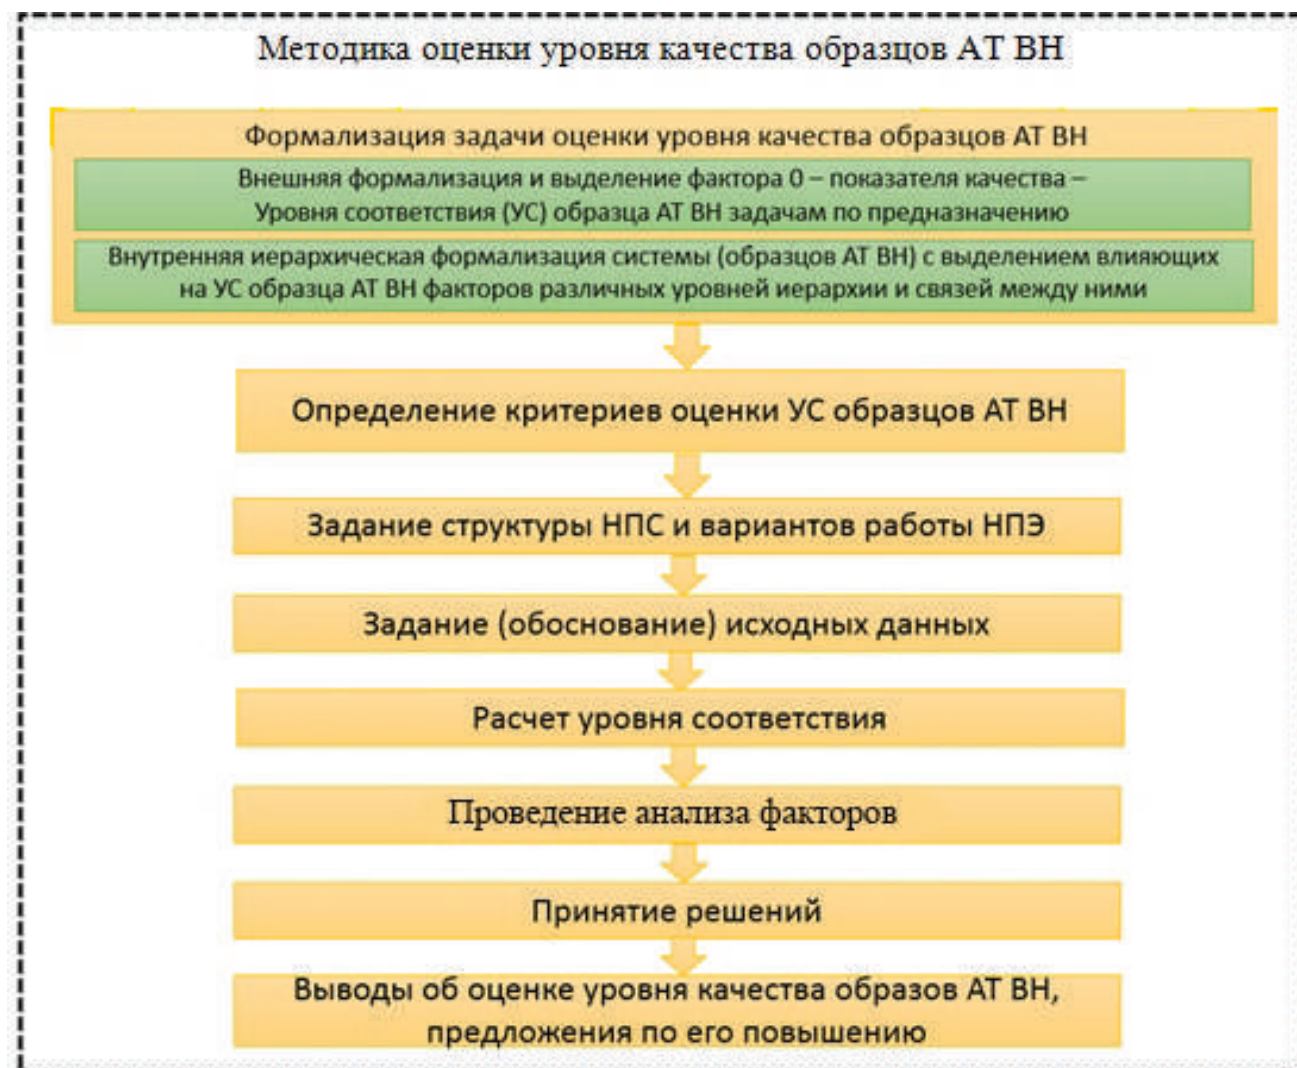 Методика оценки уровня качества образцов АТ ВН
Формализация задачи оценки уровня качества образцов АТ ВН
Внешняя формализация и выделение фактора 0 – показателя качества –
Уровня соответствия (УС) образца АТ ВН задачам по предназначению
Внутренняя иерархическая формализация системы (образцов АТ ВН) с выделением влияющих
на УС образца АТ ВН факторов различных уровней иерархии и связей между ними
Определение критериев оценки УС образцов АТ ВН
Задание структуры НПС и вариантов работы НПЭ
Задание (обоснование) исходных данных
Расчет уровня соответствия
Проведение анализа факторов
Принятие решений
Выводы об оценке уровня качества образов АТ ВН,
предложения по его повышению